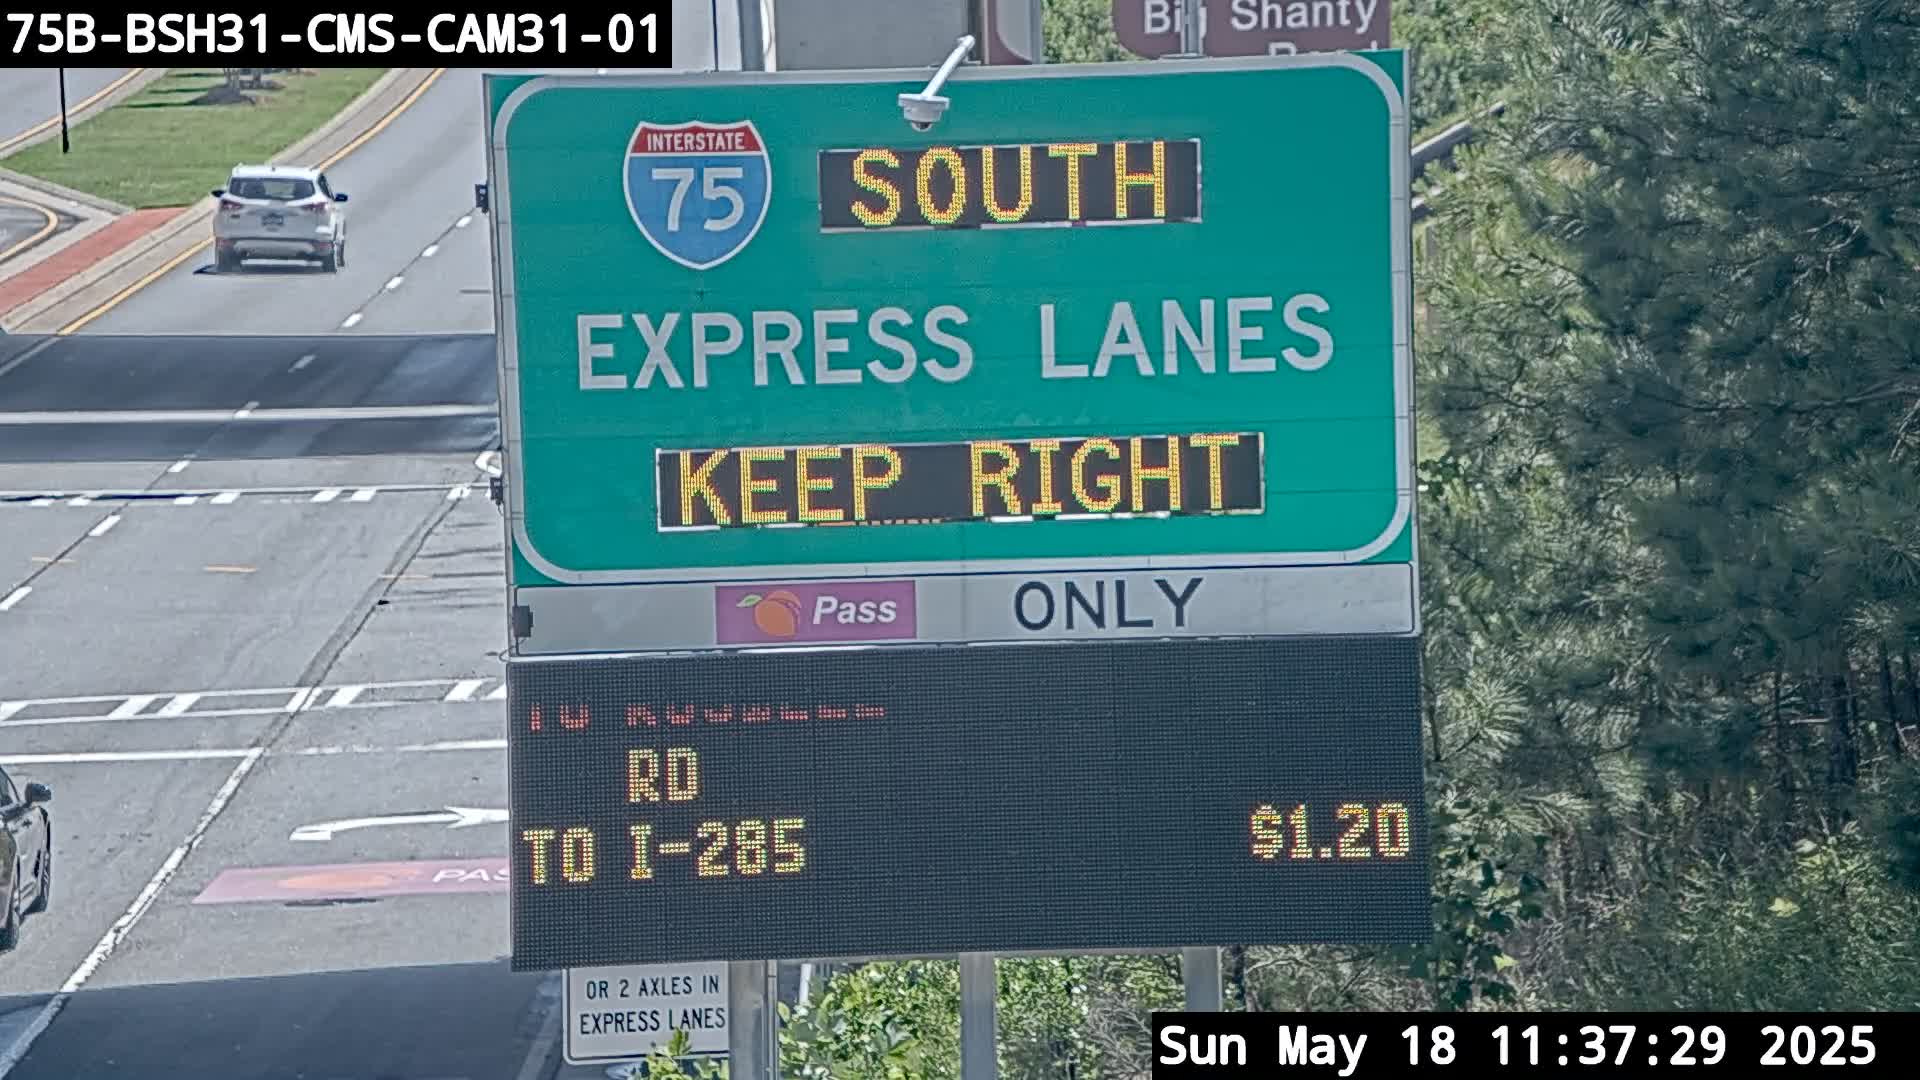 75B-BSH31-CMS-CAM31-01
Big Shanty
Road
INTERSTATE
75
SOUTH
EXPRESS LANES
KEEP RIGHT
Pass
ONLY
RD
TO I-285 $1.20
OR 2 AXLES IN
EXPRESS LANES
Sun May 18 11:37:29 2025